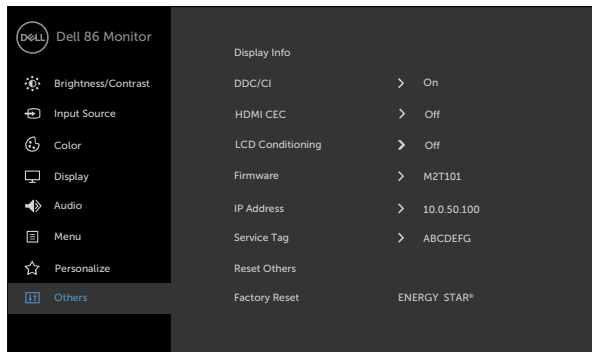 DELL Dell 86 Monitor
Brightness/Contrast
Input Source
Color
Display
Audio
Menu
Personalize
Others
Display Info
DDC/CI > On
HDMI CEC > Off
LCD Conditioning > Off
Firmware > M2T101
IP Address > 10.0.50.100
Service Tag > ABCDEFG
Reset Others
Factory Reset ENERGY STAR®